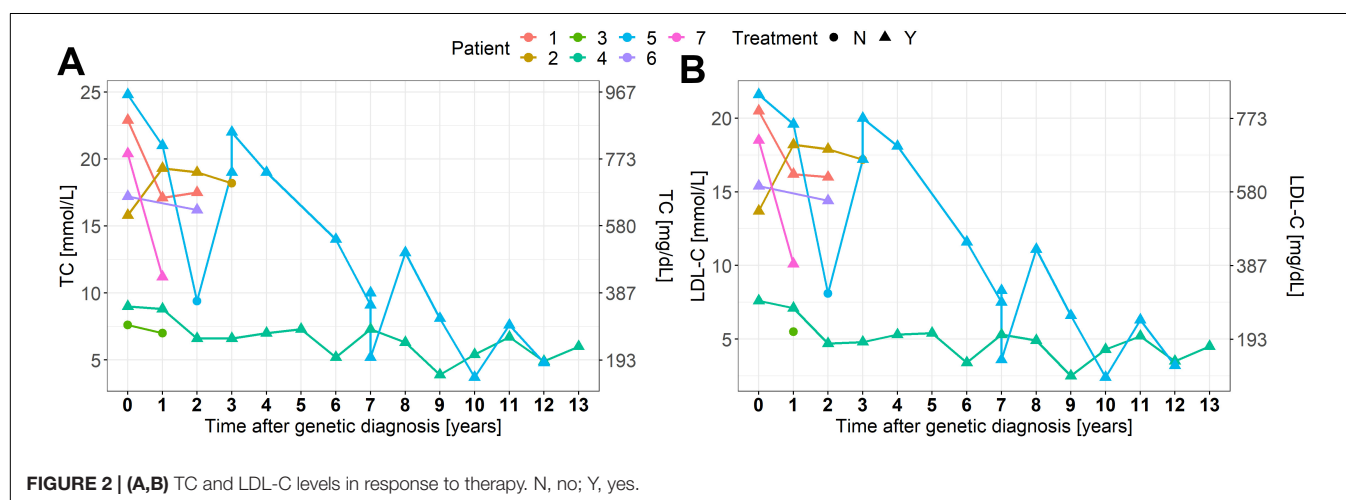 Patient 1 3 5 7 Treatment N Y
2 4 6
A B
25 20 15 10 5
TC [mmol/L]
967 773 580 387 193
TC [mg/dL]
0 1 2 3 4 5 6 7 8 9 10 11 12 13
Time after genetic diagnosis [years]
20 15 10 5
LDL-C [mmol/L]
773 580 387 193
LDL-C [mg/dL]
0 1 2 3 4 5 6 7 8 9 10 11 12 13
Time after genetic diagnosis [years]
FIGURE 2 | (A,B) TC and LDL-C levels in response to therapy. N, no; Y, yes.